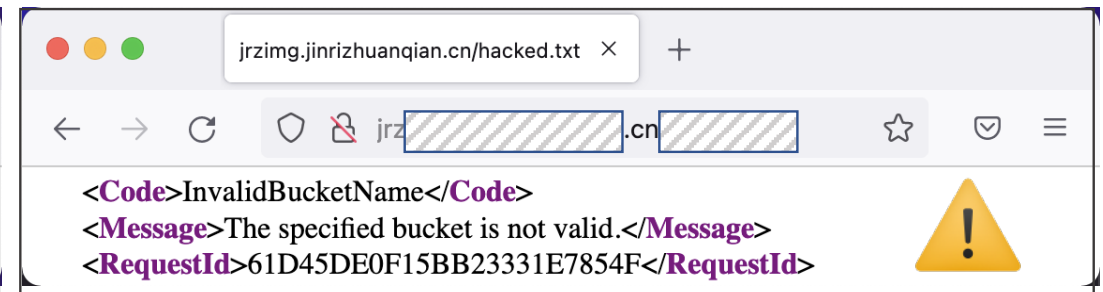 jrzimg.jinrizhuanqian.cn/hacked.txt
jrz .cn
<Code>InvalidBucketName</Code>
<Message>The specified bucket is not valid.</Message>
<RequestId>61D45DE0F15BB23331E7854F</RequestId>